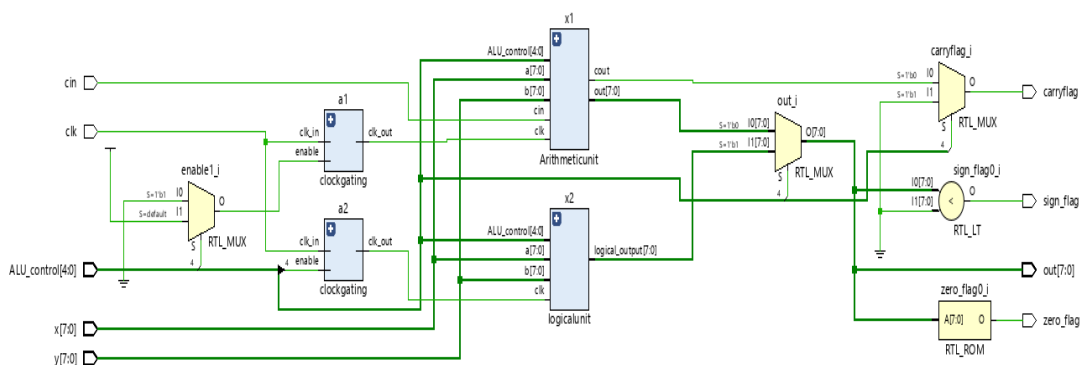 x1
ALU_control[4:0]
a[7:0]
b[7:0]
cin
clk
cout
out[7:0]
Arithmeticunit
carryflag_i
S=1'b0 I0
S=1'b1 I1
O
S
4
RTL_MUX
carryflag
cin
clk
a1
clk_in
enable
clk_out
clockgating
out_i
S=1'b0 I0[7:0]
S=1'b1 I1[7:0]
O[7:0]
S
4
RTL_MUX
enable1_i
S=1'b1 I0
S=default I1
O
S
4
RTL_MUX
sign_flag0_i
I0[7:0]
I1[7:0]
<
O
RTL_LT
sign_flag
a2
clk_in
enable
4
clk_out
clockgating
x2
ALU_control[4:0]
a[7:0]
b[7:0]
clk
logical_output[7:0]
logicalunit
ALU_control[4:0]
out[7:0]
zero_flag0_i
A[7:0] O
RTL_ROM
zero_flag
x[7:0]
y[7:0]